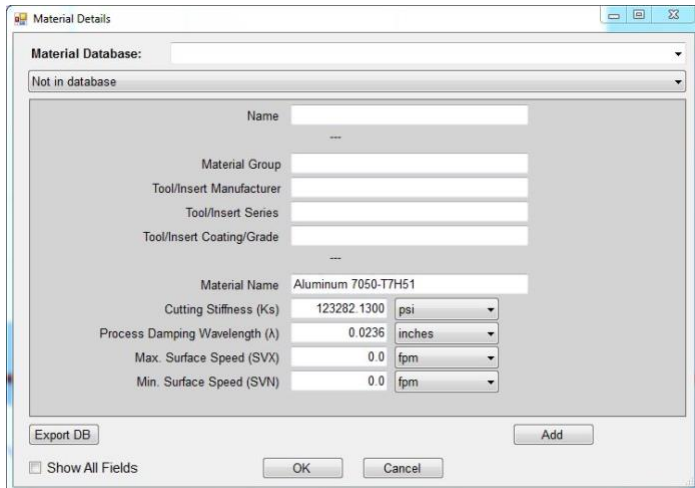 Material Details
Material Database:
Not in database
Name
---
Material Group
Tool/Insert Manufacturer
Tool/Insert Series
Tool/Insert Coating/Grade
---
Material Name Aluminum 7050-T7H51
Cutting Stiffness (Ks) 123282.1300 psi
Process Damping Wavelength (λ) 0.0236 inches
Max. Surface Speed (SVX) 0.0 fpm
Min. Surface Speed (SVN) 0.0 fpm
Export DB Add
Show All Fields OK Cancel